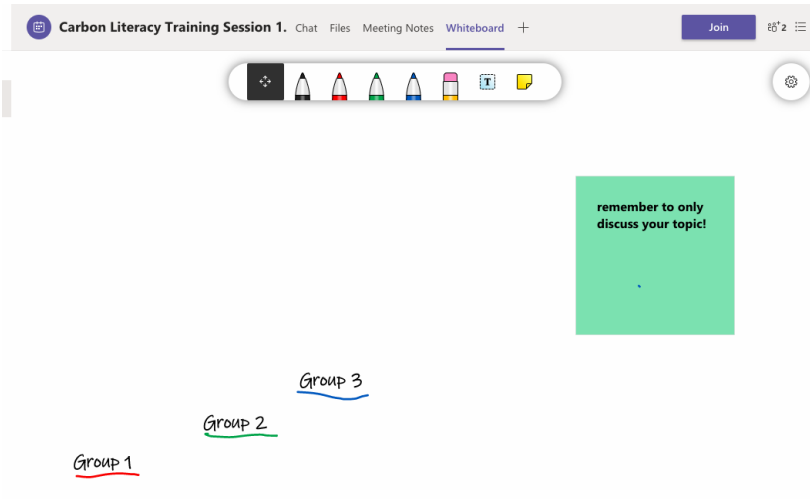 Carbon Literacy Training Session 1. Chat Files Meeting Notes Whiteboard + Join 2
T
remember to only
discuss your topic!
Group 3
Group 2
Group 1